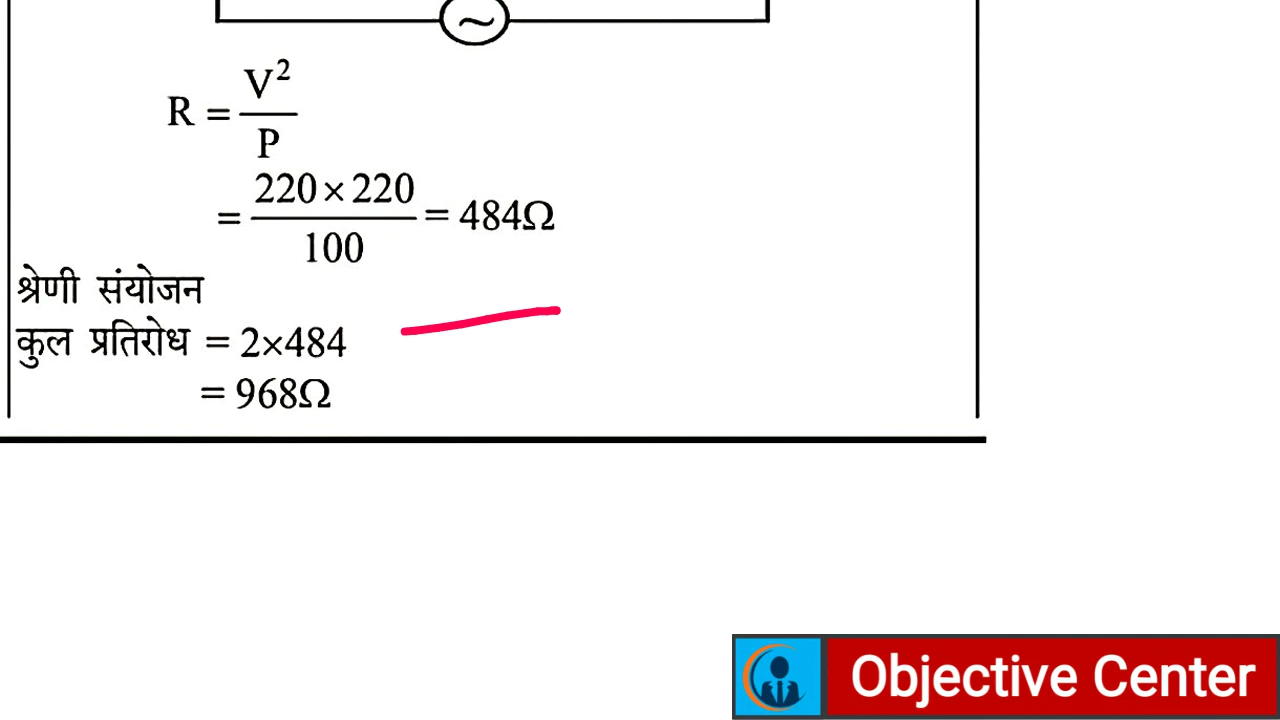 ~
R = V²/P
= 220×220/100 = 484Ω
श्रेणी संयोजन
कुल प्रतिरोध = 2×484
= 968Ω
Objective Center